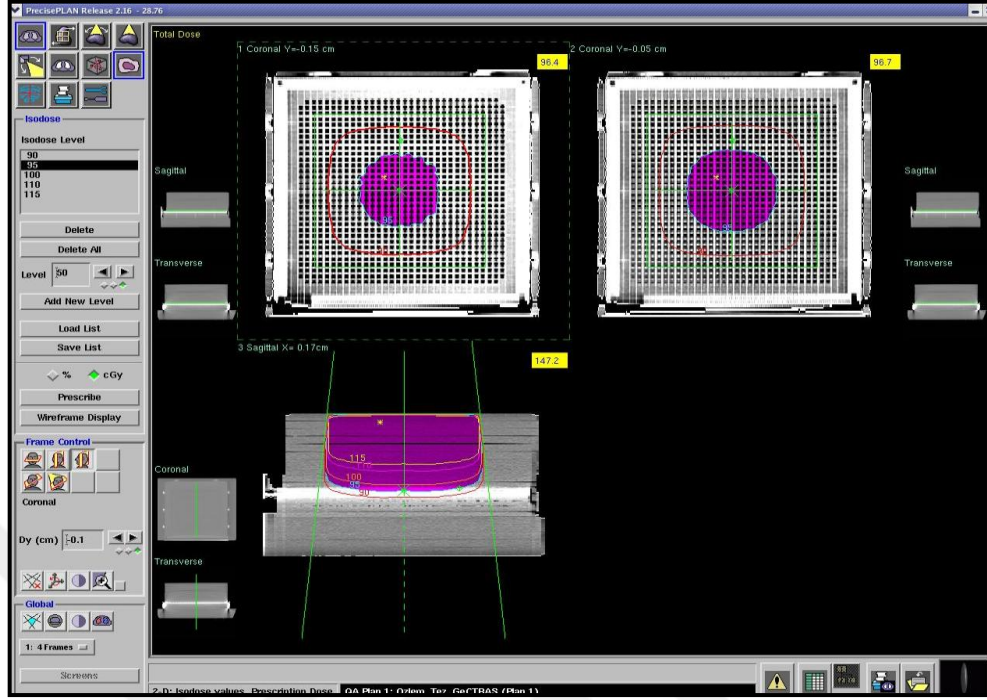 PrecisePLAN Release 2.16 - 28.76
Total Dose
1 Coronal Y=-0.15 cm
96.4
2 Coronal Y=-0.05 cm
96.7
Isodose
Isodose Level
90
95
100
110
115
Delete
Delete All
Level 50
Add New Level
Load List
Save List
% cGy
Prescribe
Wireframe Display
Sagittal
Transverse
95
90
95
Sagittal
Transverse
3 Sagittal X= 0.17cm
147.2
115
110
100
95
90
Frame Control
Coronal
Dy (cm) -0.1
Coronal
Transverse
Global
1: 4 Frames
Screens
2-D: Isodose values, Prescription Dose
QA Plan 1: Ozlem_Tez_GeCTRAS (Plan 1)